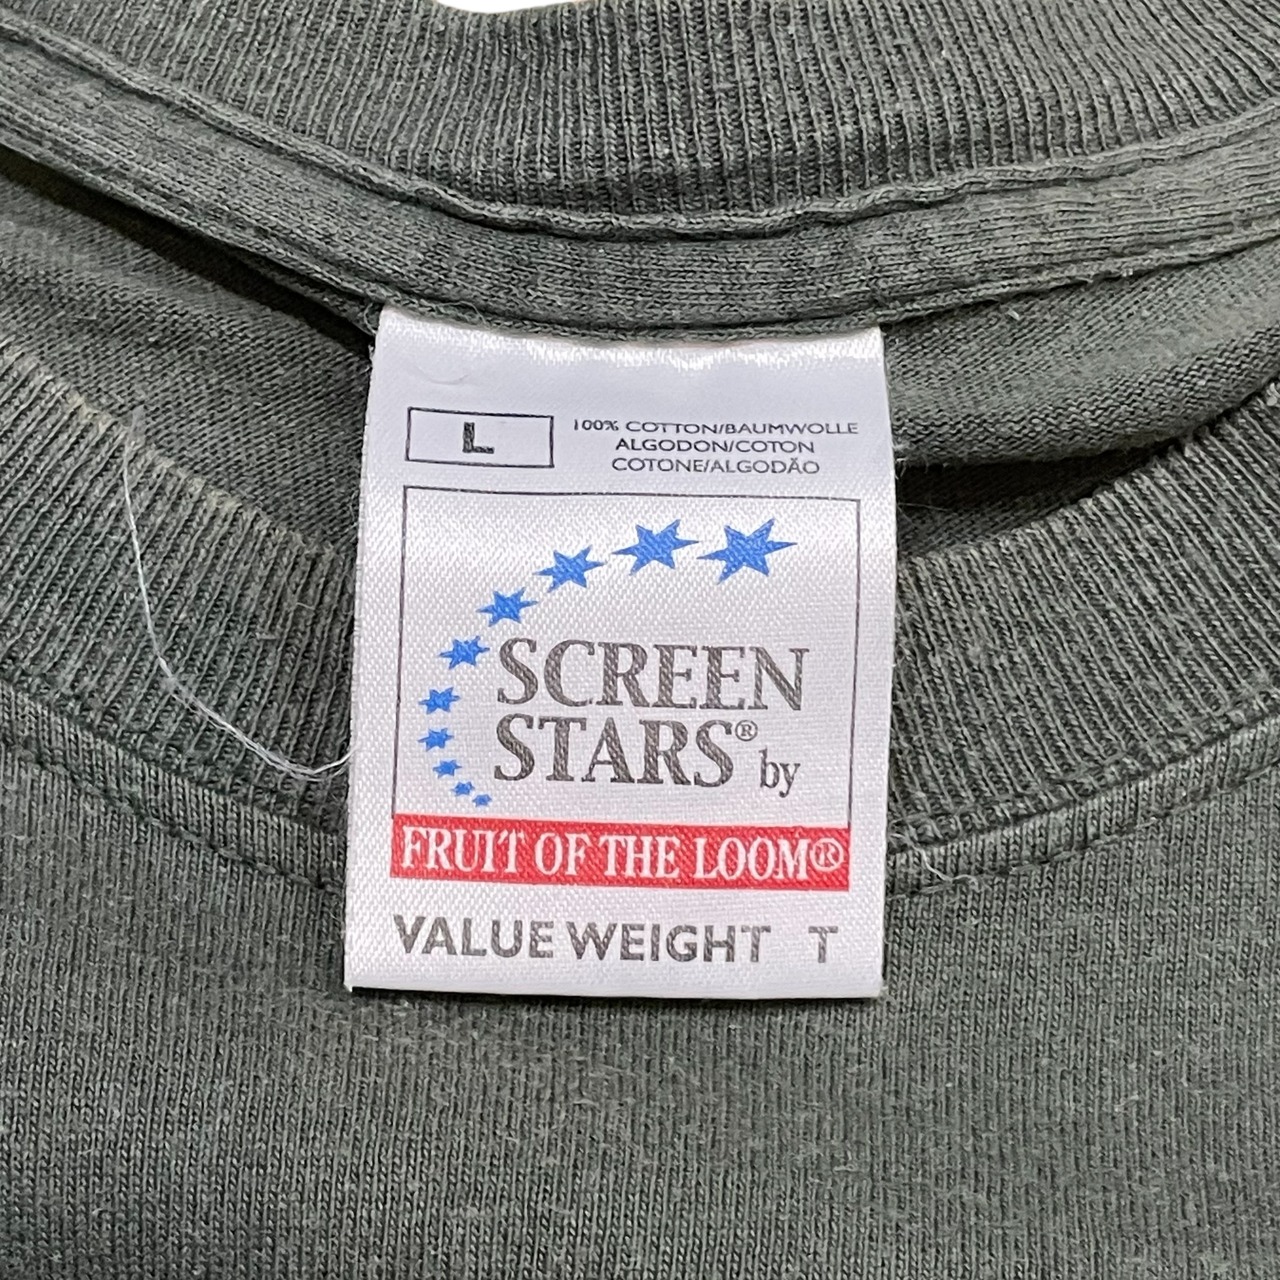 L
100% COTTON/BAUMWOLLE
ALGODON/COTON
COTONE/ALGODÃO
SCREEN
STARS® by
FRUIT OF THE LOOM®
VALUE WEIGHT T